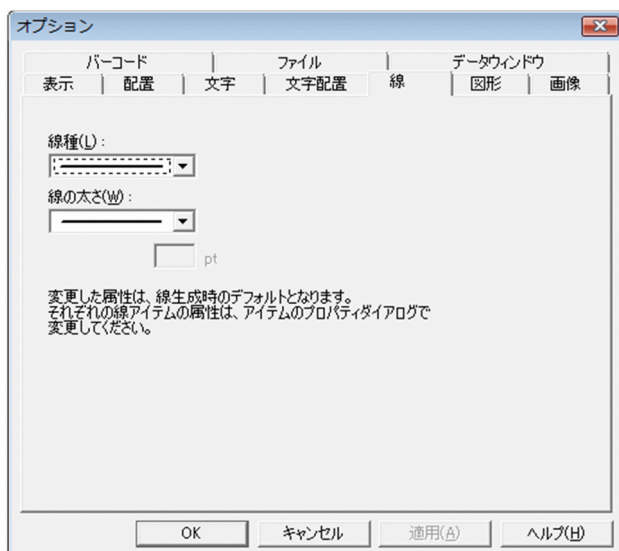 オプション
バーコード ファイル データウィンドウ
表示 配置 文字 文字配置 線 図形 画像
線種(L):
線の太さ(W):
pt
変更した属性は、線生成時のデフォルトとなります。
それぞれの線アイテムの属性は、アイテムのプロパティダイアログで
変更してください。
OK キャンセル 適用(A) ヘルプ(H)